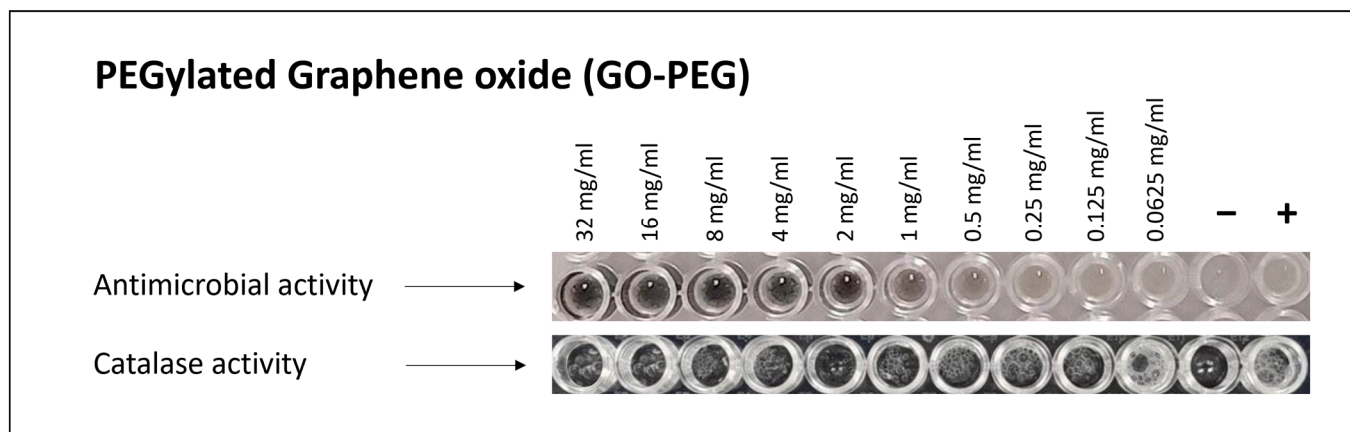 PEGylated Graphene oxide (GO-PEG)
32 mg/ml
16 mg/ml
8 mg/ml
4 mg/ml
2 mg/ml
1 mg/ml
0.5 mg/ml
0.25 mg/ml
0.125 mg/ml
0.0625 mg/ml
−
+
Antimicrobial activity
Catalase activity